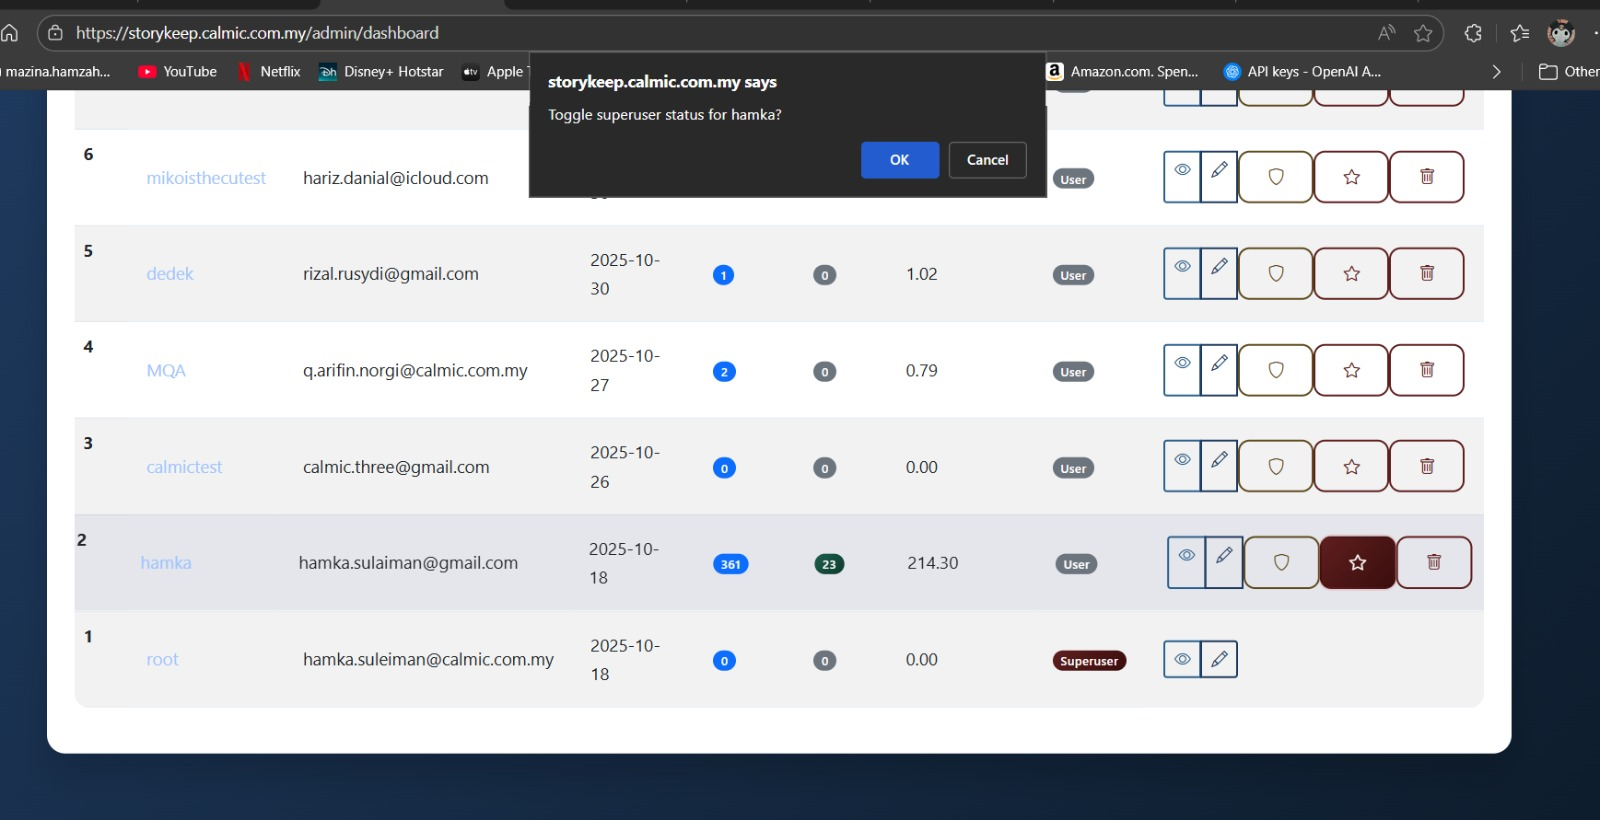 https://storykeep.calmic.com.my/admin/dashboard
mazina.hamzah...
YouTube
Netflix
Disney+ Hotstar
Apple
Amazon.com. Spen...
API keys - OpenAI A...
Other
storykeep.calmic.com.my says
Toggle superuser status for hamka?
OK
Cancel
6 mikoisthecutest hariz.danial@icloud.com User
5 dedek rizal.rusydi@gmail.com 2025-10-30 1 0 1.02 User
4 MQA q.arifin.norgi@calmic.com.my 2025-10-27 2 0 0.79 User
3 calmictest calmic.three@gmail.com 2025-10-26 0 0 0.00 User
2 hamka hamka.sulaiman@gmail.com 2025-10-18 361 23 214.30 User
1 root hamka.suleiman@calmic.com.my 2025-10-18 0 0 0.00 Superuser